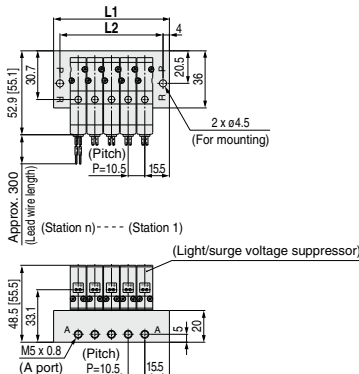 L1
L2
4
30.7
52.9 [55.1]
20.5
36
P
P
R
R
2 x ø4.5
(For mounting)
(Pitch)
P=10.5
15.5
Approx. 300
(Lead wire length)
(Station n)---- (Station 1)
(Light/surge voltage suppressor)
48.5 [55.5]
33.1
A
A
5
20
M5 x 0.8
(A port)
(Pitch)
P=10.5
15.5